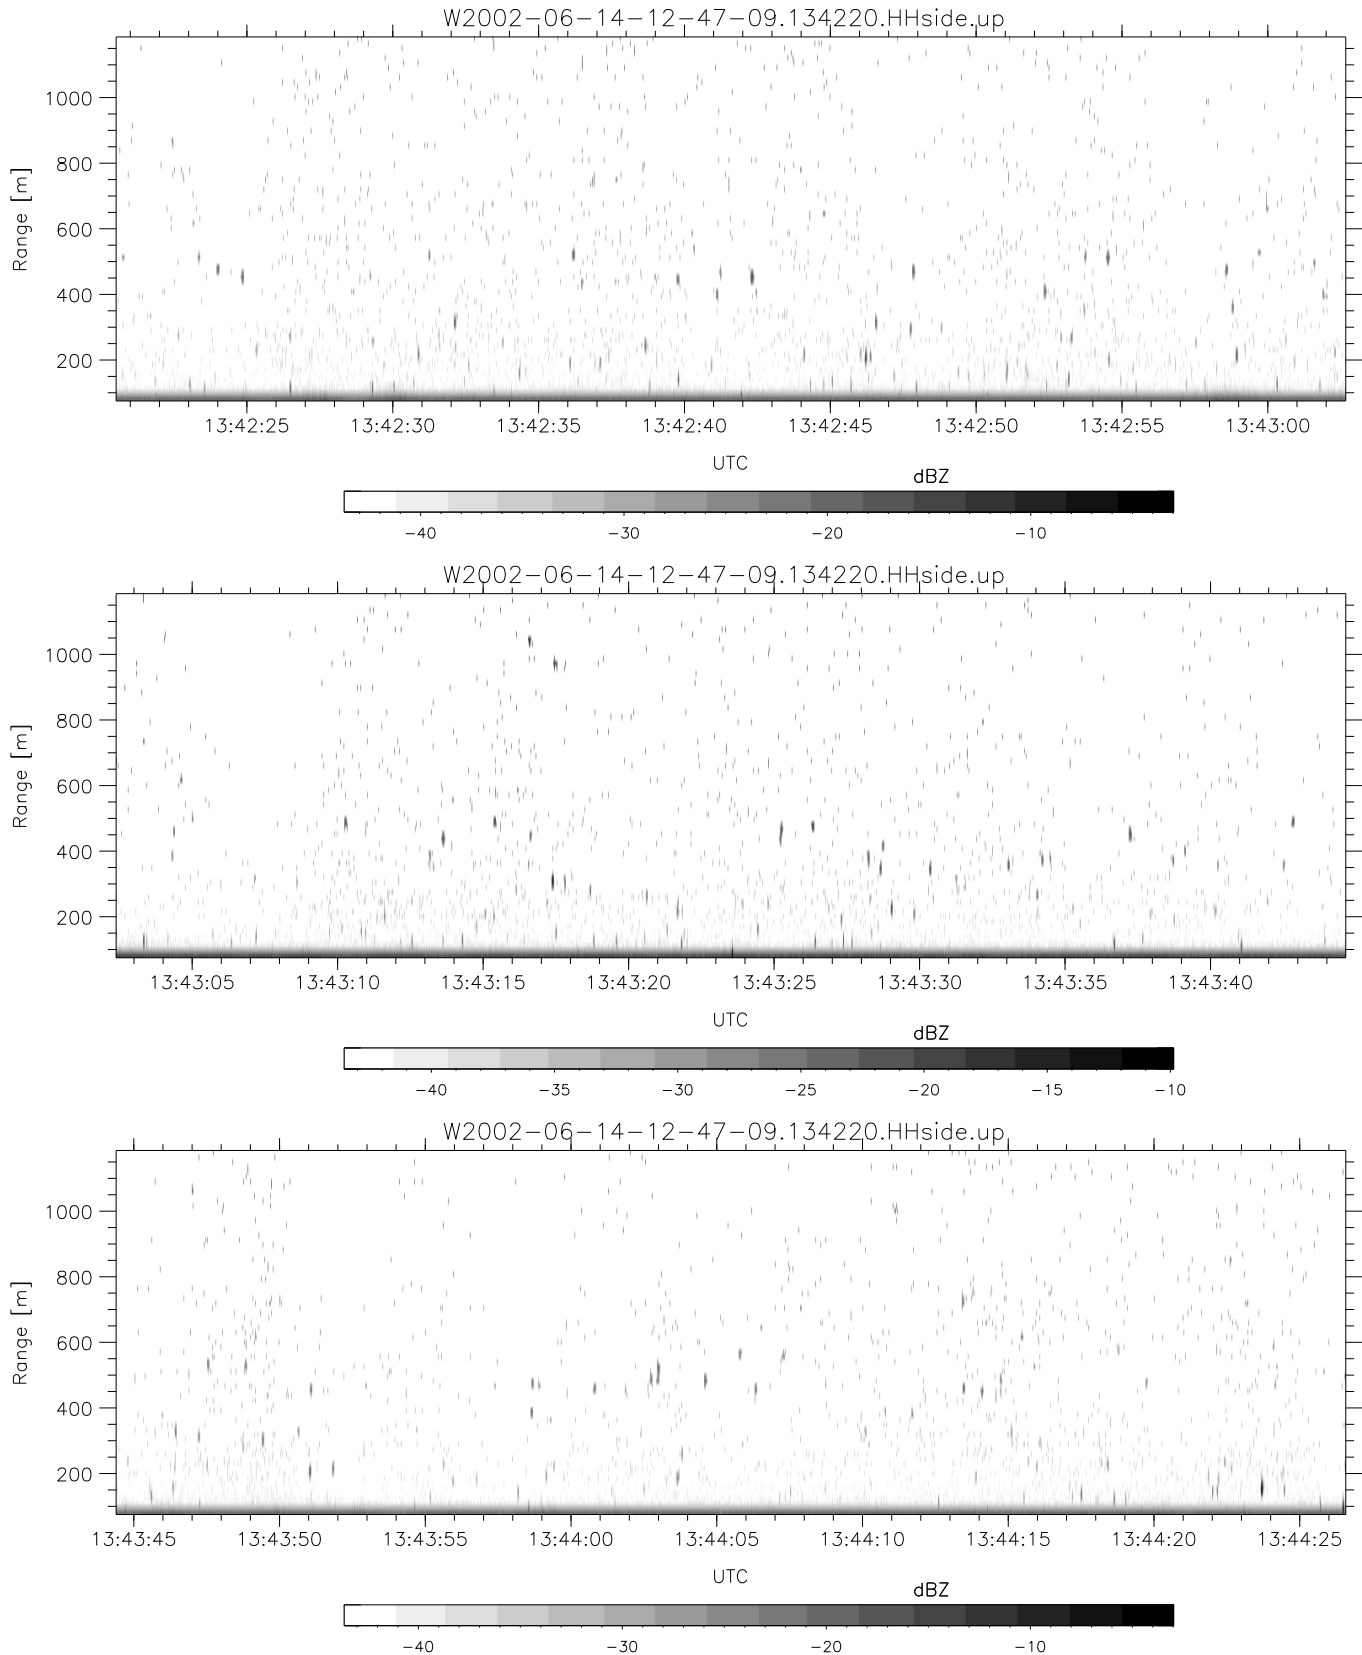 W2002-06-14-12-47-09.134220.HHside.up
1000
800
600
400
200
Range [m]
13:42:25 13:42:30 13:42:35 13:42:40 13:42:45 13:42:50 13:42:55 13:43:00
UTC
dBZ
-40 -30 -20 -10
W2002-06-14-12-47-09.134220.HHside.up
1000
800
600
400
200
Range [m]
13:43:05 13:43:10 13:43:15 13:43:20 13:43:25 13:43:30 13:43:35 13:43:40
UTC
dBZ
-40 -35 -30 -25 -20 -15 -10
W2002-06-14-12-47-09.134220.HHside.up
1000
800
600
400
200
Range [m]
13:43:45 13:43:50 13:43:55 13:44:00 13:44:05 13:44:10 13:44:15 13:44:20 13:44:25
UTC
dBZ
-40 -30 -20 -10